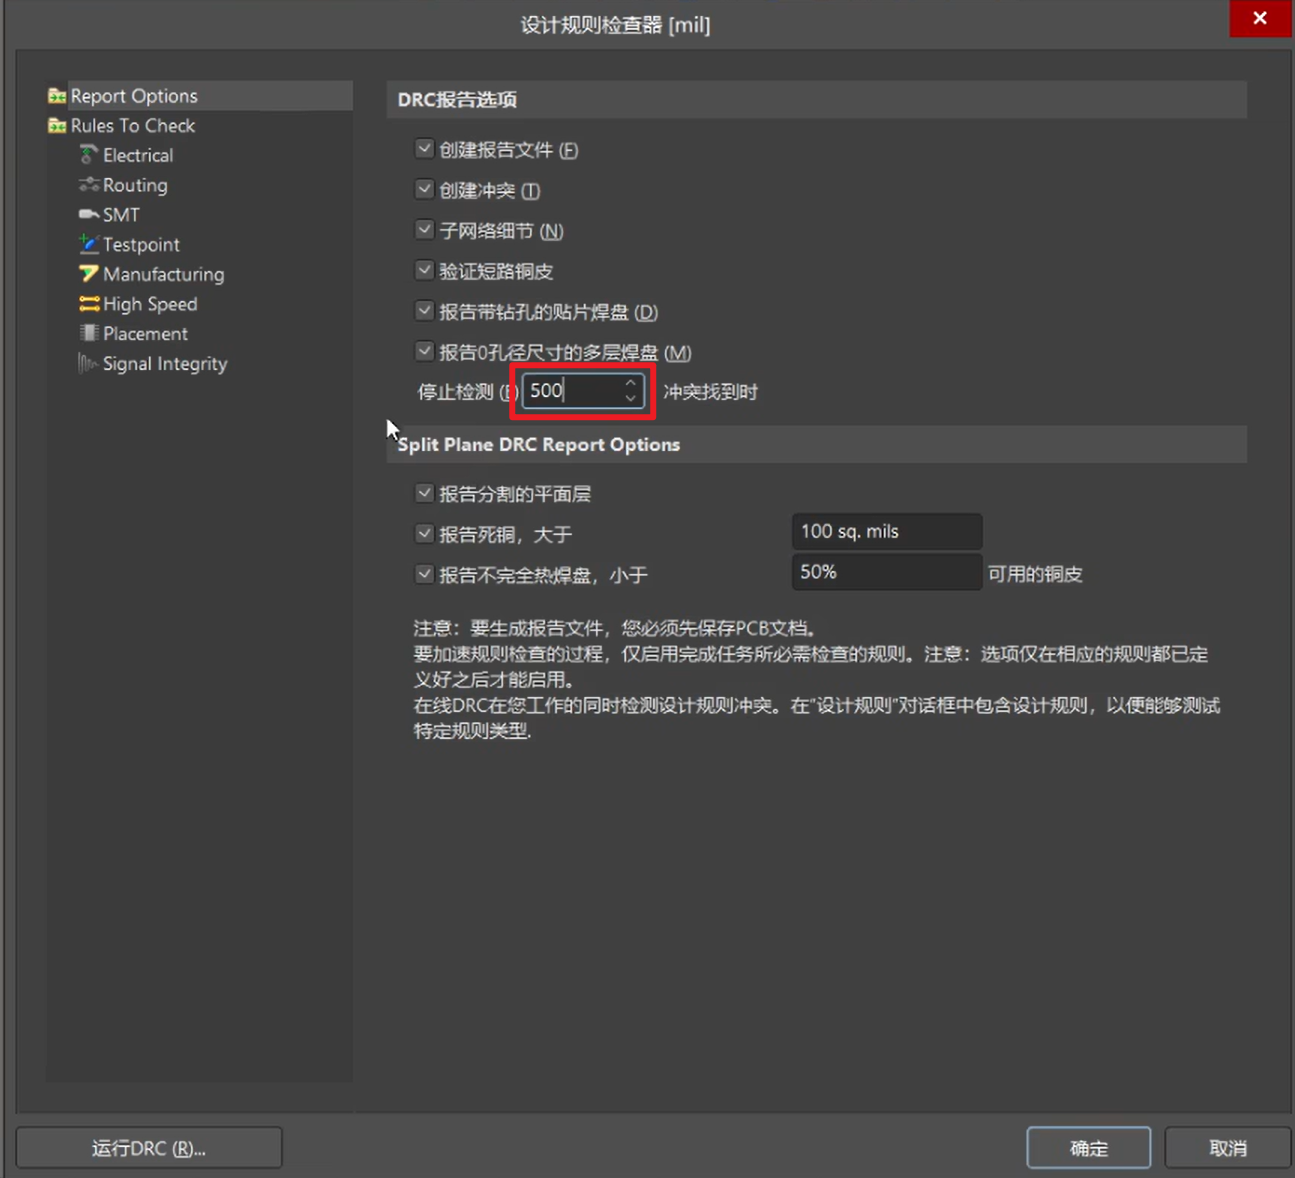 设计规则检查器 [mil]
Report Options
Rules To Check
Electrical
Routing
SMT
Testpoint
Manufacturing
High Speed
Placement
Signal Integrity
DRC报告选项
创建报告文件 (F)
创建冲突 (T)
子网络细节 (N)
验证短路铜皮
报告带钻孔的贴片焊盘 (D)
报告0孔径尺寸的多层焊盘 (M)
停止检测 500 冲突找到时
Split Plane DRC Report Options
报告分割的平面层
报告死铜，大于 100 sq. mils
报告不完全热焊盘，小于 50% 可用的铜皮
注意：要生成报告文件，您必须先保存PCB文档。
要加速规则检查的过程，仅启用完成任务所必需检查的规则。注意：选项仅在相应的规则都已定
义好之后才能启用。
在线DRC在您工作的同时检测设计规则冲突。在“设计规则”对话框中包含设计规则，以便能够测试
特定规则类型.
运行DRC (R)...
确定
取消